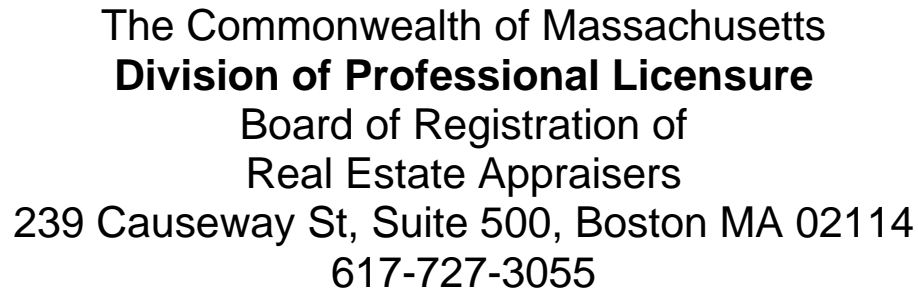 The Commonwealth of Massachusetts
Division of Professional Licensure
Board of Registration of
Real Estate Appraisers
239 Causeway St, Suite 500, Boston MA 02114
617-727-3055